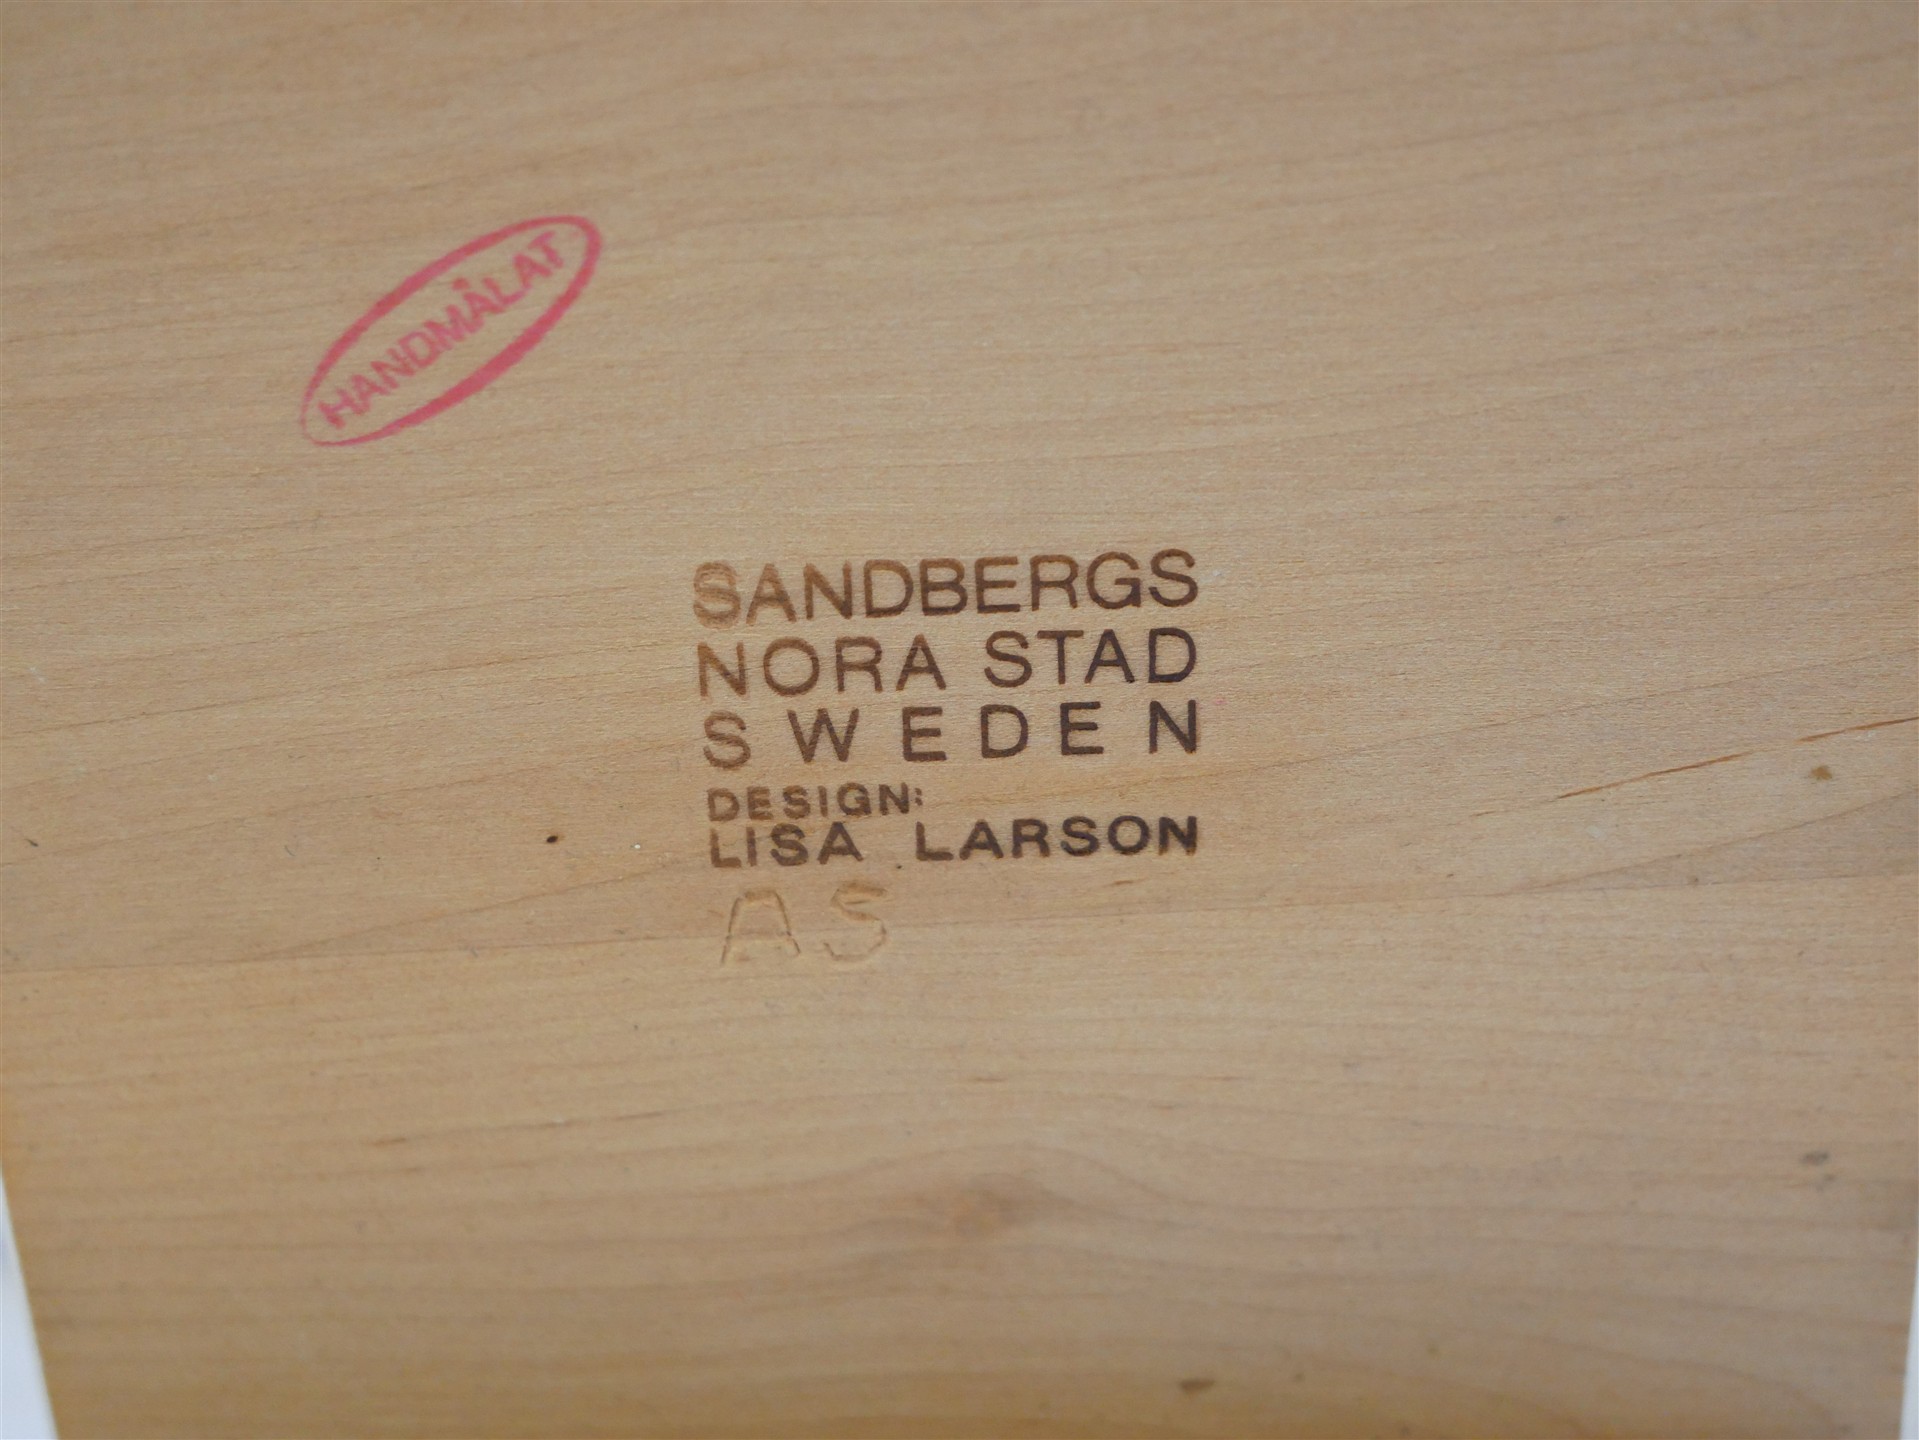 HANDMÅLAT
SANDBERGS
NORA STAD
SWEDEN
DESIGN:
LISA LARSON
AS